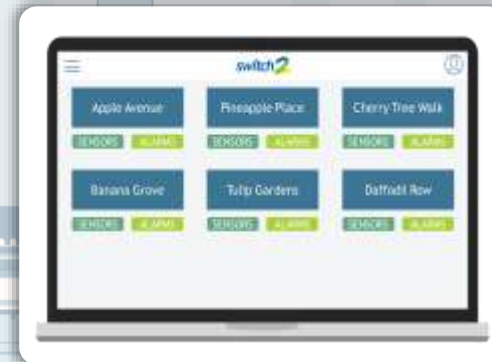 switch2
Apple Avenue Pineapple Place Cherry Tree Walk
SENSORS ALARMS SENSORS ALARMS SENSORS ALARMS
Banana Grove Tulip Gardens Daffodil Row
SENSORS ALARMS SENSORS ALARMS SENSORS ALARMS